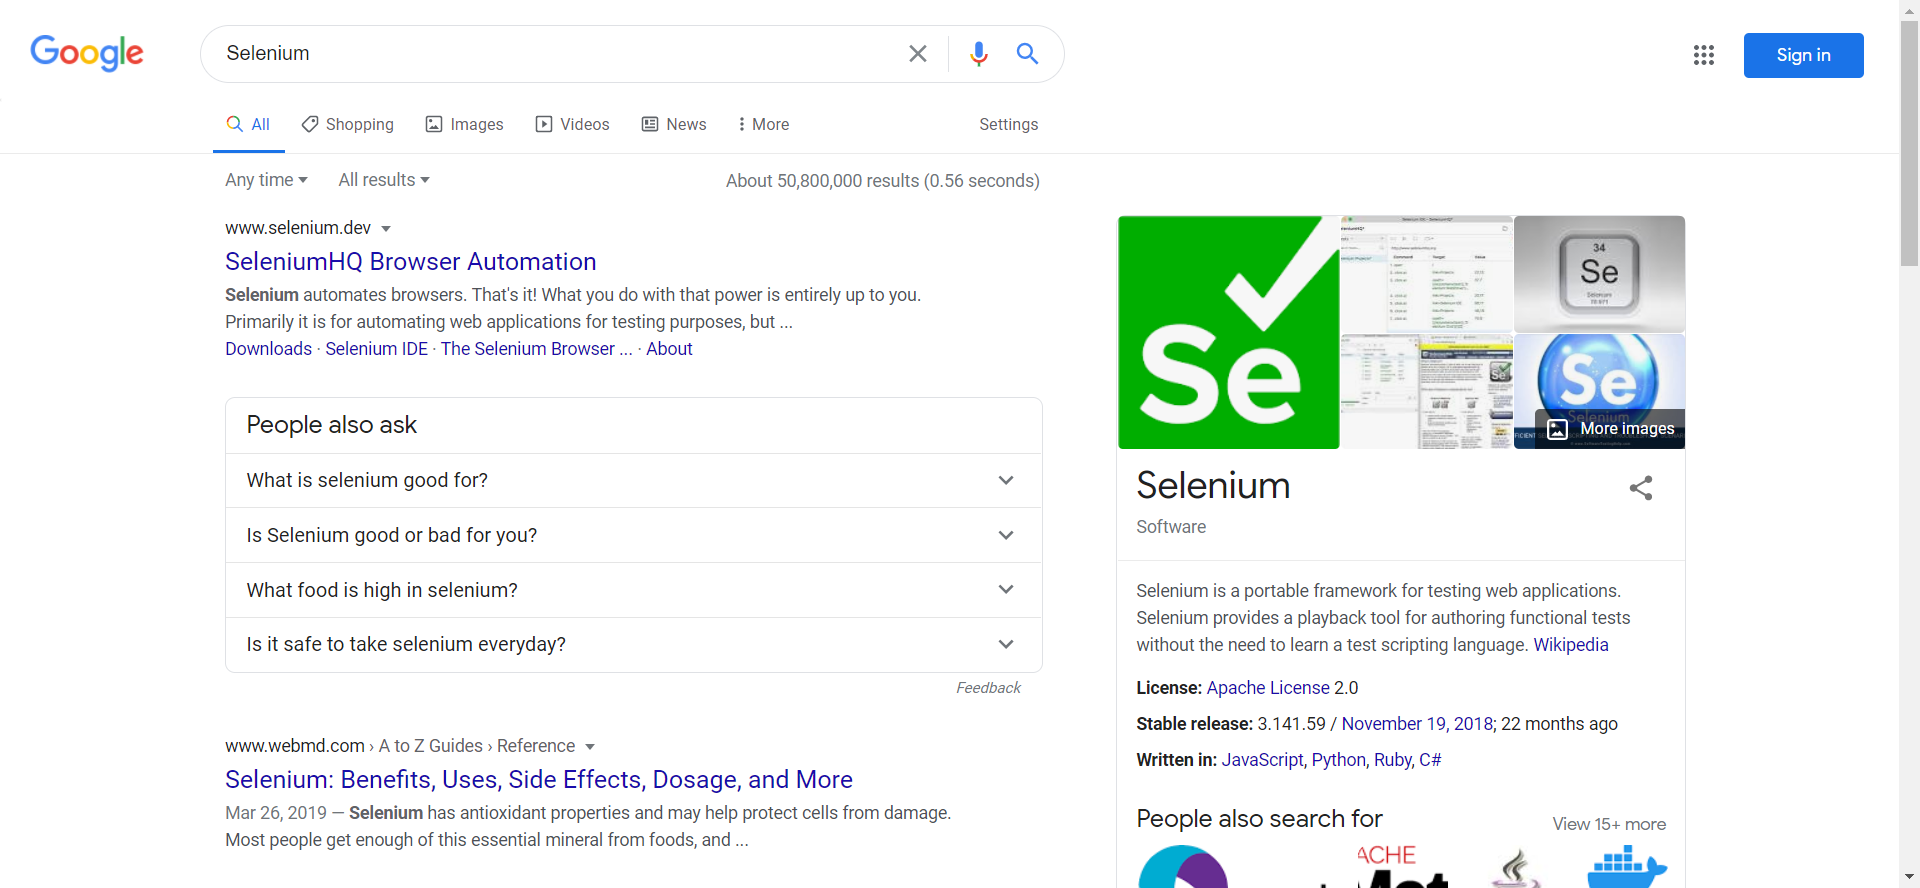 Google
Selenium
Sign in
All
Shopping
Images
Videos
News
More
Settings
Any time
All results
About 50,800,000 results (0.56 seconds)
www.selenium.dev
SeleniumHQ Browser Automation
Selenium automates browsers. That's it! What you do with that power is entirely up to you.
Primarily it is for automating web applications for testing purposes, but ...
Downloads · Selenium IDE · The Selenium Browser ... · About
People also ask
What is selenium good for?
Is Selenium good or bad for you?
What food is high in selenium?
Is it safe to take selenium everyday?
Feedback
www.webmd.com › A to Z Guides › Reference
Selenium: Benefits, Uses, Side Effects, Dosage, and More
Mar 26, 2019 — Selenium has antioxidant properties and may help protect cells from damage.
Most people get enough of this essential mineral from foods, and ...
Se
34
Se
Selenium
Se
Selenium
More images
Selenium
Software
Selenium is a portable framework for testing web applications.
Selenium provides a playback tool for authoring functional tests
without the need to learn a test scripting language. Wikipedia
License: Apache License 2.0
Stable release: 3.141.59 / November 19, 2018; 22 months ago
Written in: JavaScript, Python, Ruby, C#
People also search for
View 15+ more